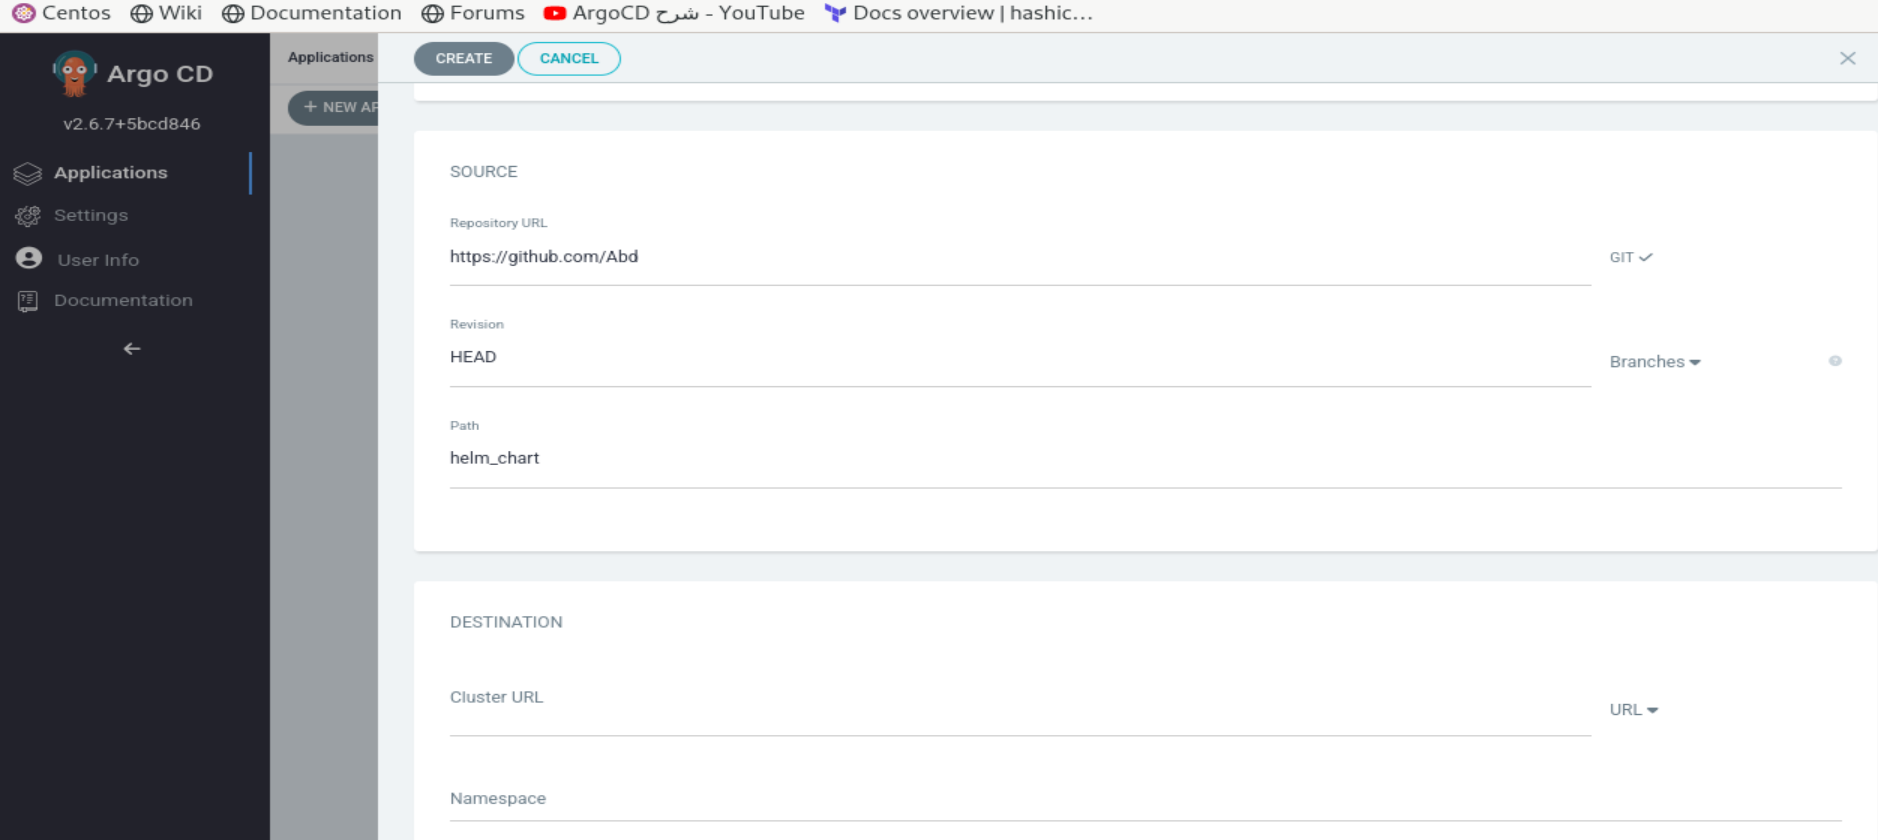 Centos Wiki Documentation Forums ArgoCD شرح - YouTube Docs overview | hashic...
Argo CD
v2.6.7+5bcd846
Applications
Settings
User Info
Documentation
Applications
+ NEW AP
CREATE CANCEL
SOURCE
Repository URL
https://github.com/Abd
GIT
Revision
HEAD
Branches
Path
helm_chart
DESTINATION
Cluster URL
URL
Namespace